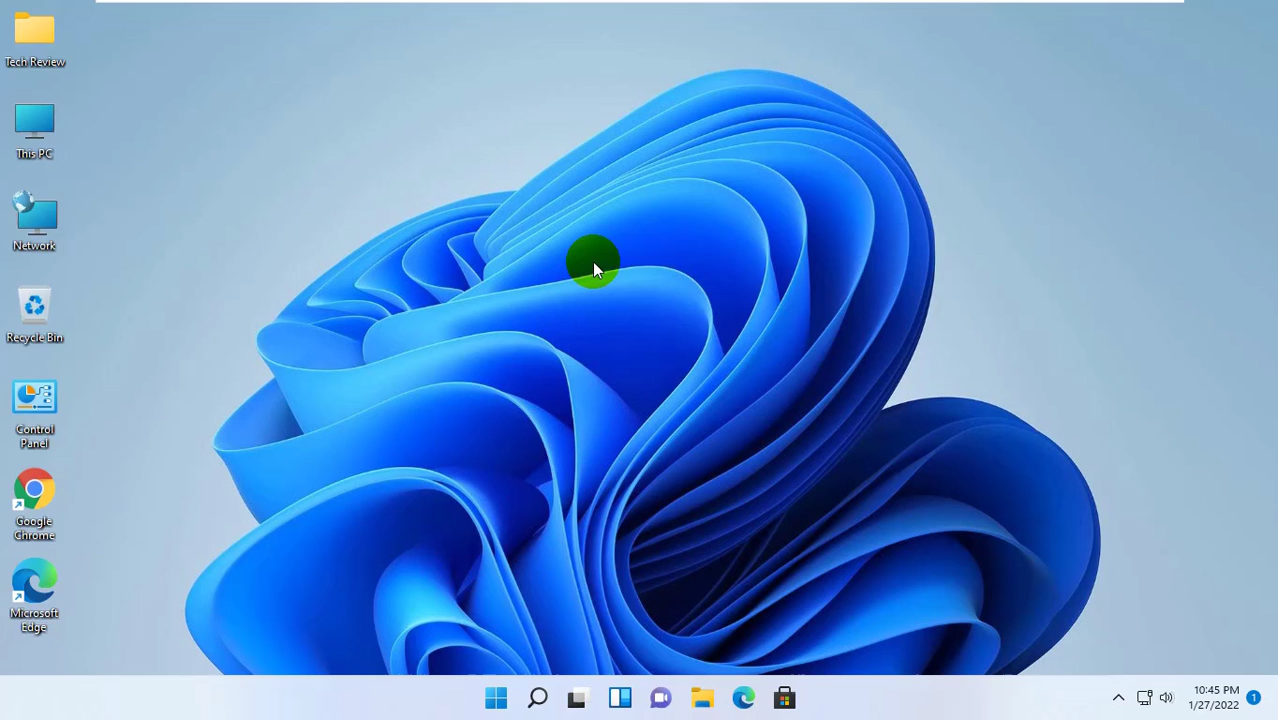 Tech Review
This PC
Network
Recycle Bin
Control
Panel
Google
Chrome
Microsoft
Edge
10:45 PM
1/27/2022
1